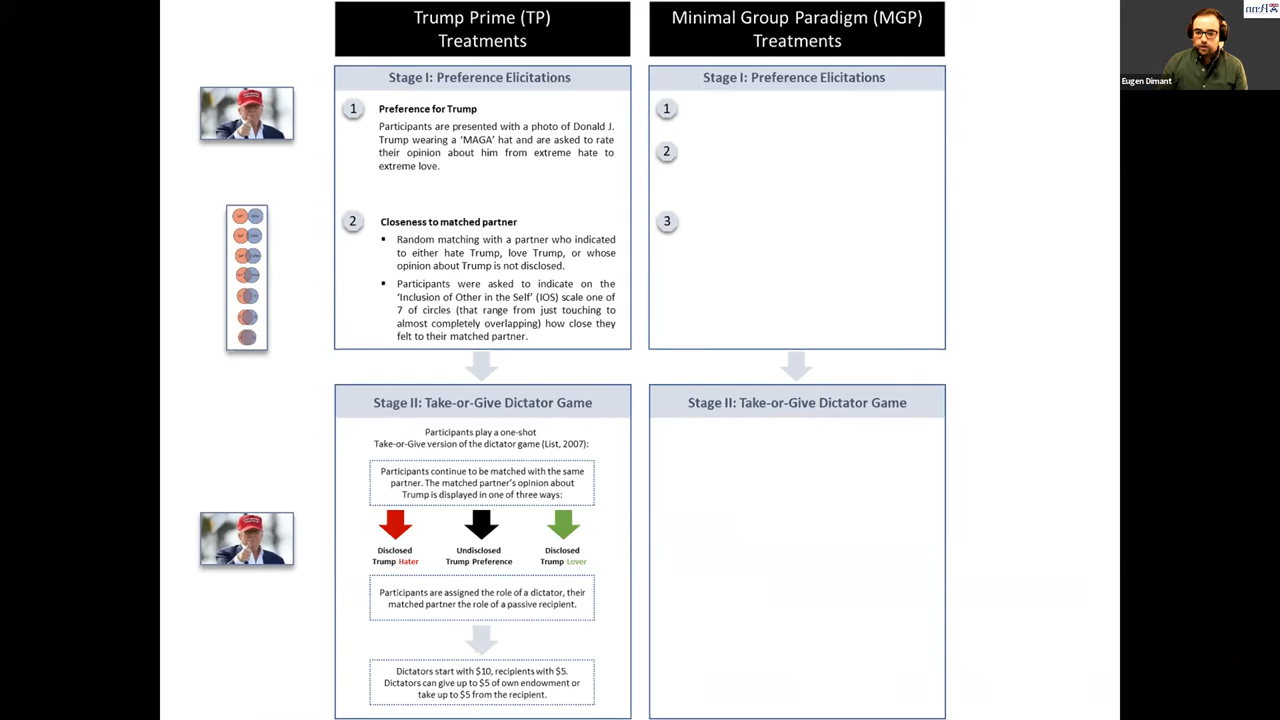 Trump Prime (TP)
Treatments
Stage I: Preference Elicitations
1
Preference for Trump
Participants are presented with a photo of Donald J.
Trump wearing a ‘MAGA’ hat and are asked to rate
their opinion about him from extreme hate to
extreme love.
2
Closeness to matched partner
▪ Random matching with a partner who indicated
to either hate Trump, love Trump, or whose
opinion about Trump is not disclosed.
▪ Participants were asked to indicate on the
‘Inclusion of Other in the Self’ (IOS) scale one of
7 of circles (that range from just touching to
almost completely overlapping) how close they
felt to their matched partner.
Stage II: Take-or-Give Dictator Game
Participants play a one-shot
Take-or-Give version of the dictator game (List, 2007):
Participants continue to be matched with the same
partner. The matched partner’s opinion about
Trump is displayed in one of three ways:
Disclosed
Trump Hater
Undisclosed
Trump Preference
Disclosed
Trump Lover
Participants are assigned the role of a dictator, their
matched partner the role of a passive recipient.
Dictators start with $10, recipients with $5.
Dictators can give up to $5 of own endowment or
take up to $5 from the recipient.
Minimal Group Paradigm (MGP)
Treatments
Stage I: Preference Elicitations
1
2
3
Stage II: Take-or-Give Dictator Game
Eugen Dimant